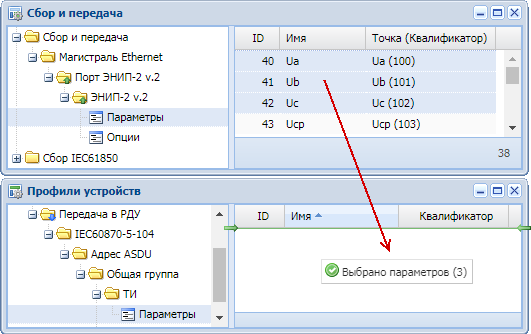 Сбор и передача
Сбор и передача
Магистраль Ethernet
Порт ЭНИП-2 v.2
ЭНИП-2 v.2
Параметры
Опции
Сбор IEC61850
ID Имя Точка (Квалификатор)
40 Ua Ua (100)
41 Ub Ub (101)
42 Uc Uc (102)
43 Ucp Ucp (103)
38
Профили устройств
Передача в РДУ
IEC60870-5-104
Адрес ASDU
Общая группа
ТИ
Параметры
ID Имя Квалификатор
Выбрано параметров (3)